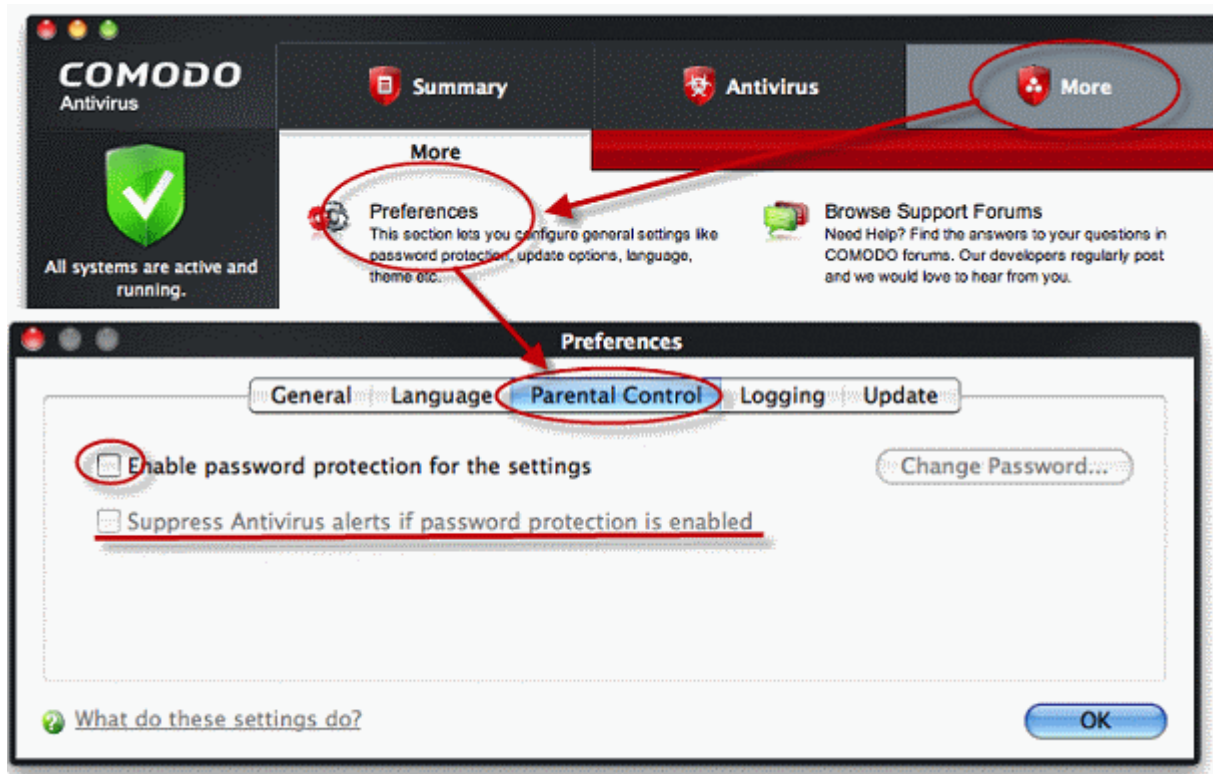 COMODO
Antivirus
Summary
Antivirus
More
All systems are active and
running.
More
Preferences
This section lets you configure general settings like
password protection, update options, language,
theme etc.
Browse Support Forums
Need Help? Find the answers to your questions in
COMODO forums. Our developers regularly post
and we would love to hear from you.
Preferences
General Language Parental Control Logging Update
Enable password protection for the settings
Change Password...
Suppress Antivirus alerts if password protection is enabled
What do these settings do?
OK